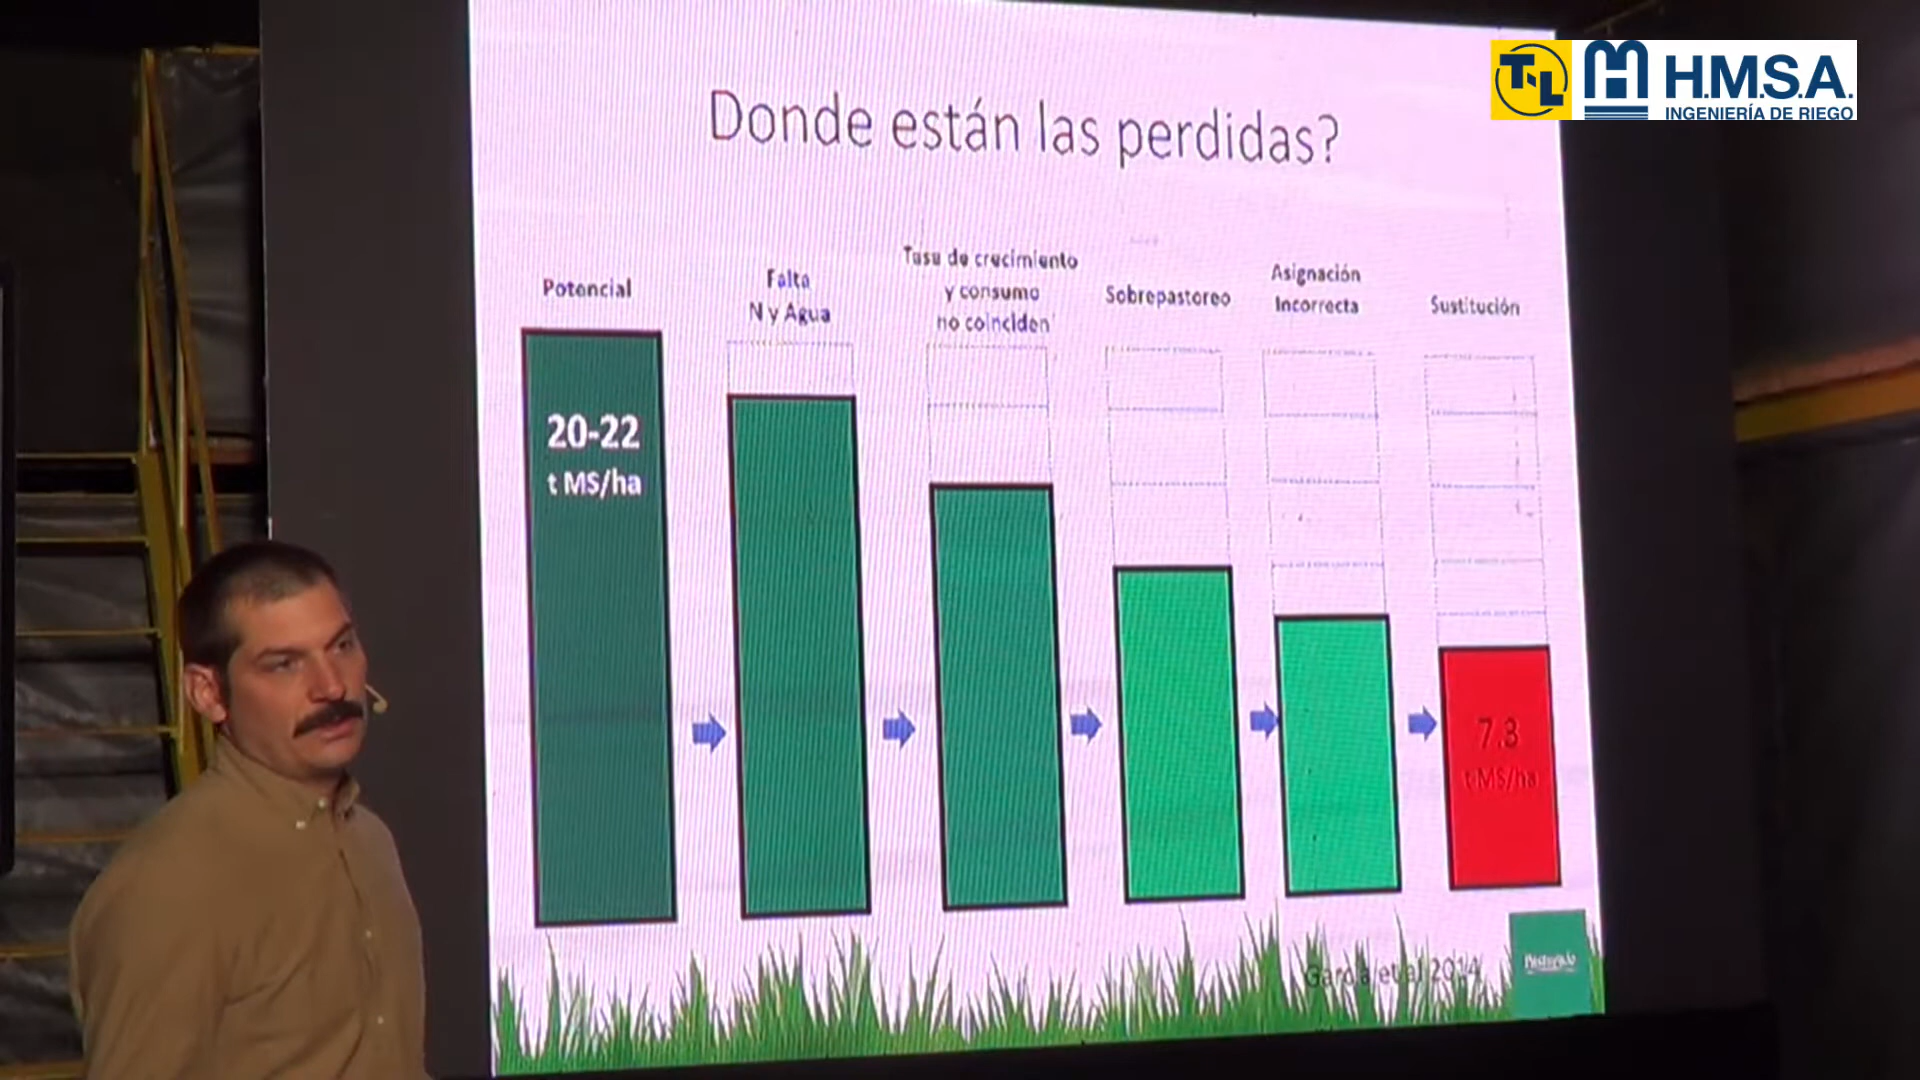 T-L
H.M.S.A.
INGENIERÍA DE RIEGO
Donde están las perdidas?
Potencial
Falta
N y Agua
Tasa de crecimiento
y consumo
no coinciden
Sobrepastoreo
Asignación
Incorrecta
Sustitución
20-22
t MS/ha
7.3
t MS/ha
García et al 2014